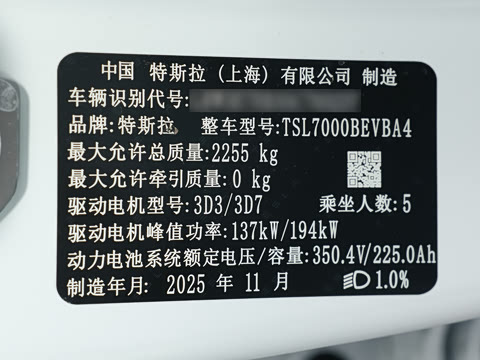 中国 特斯拉 (上海) 有限公司 制造
车辆识别代号:
品牌:特斯拉 整车型号:TSL7000BEVBA4
最大允许总质量:2255 kg
最大允许牵引质量:0 kg
驱动电机型号:3D3/3D7 乘坐人数:5
驱动电机峰值功率:137kW/194kW
动力电池系统额定电压/容量:350.4V/225.0Ah
制造年月: 2025 年 11 月 1.0%